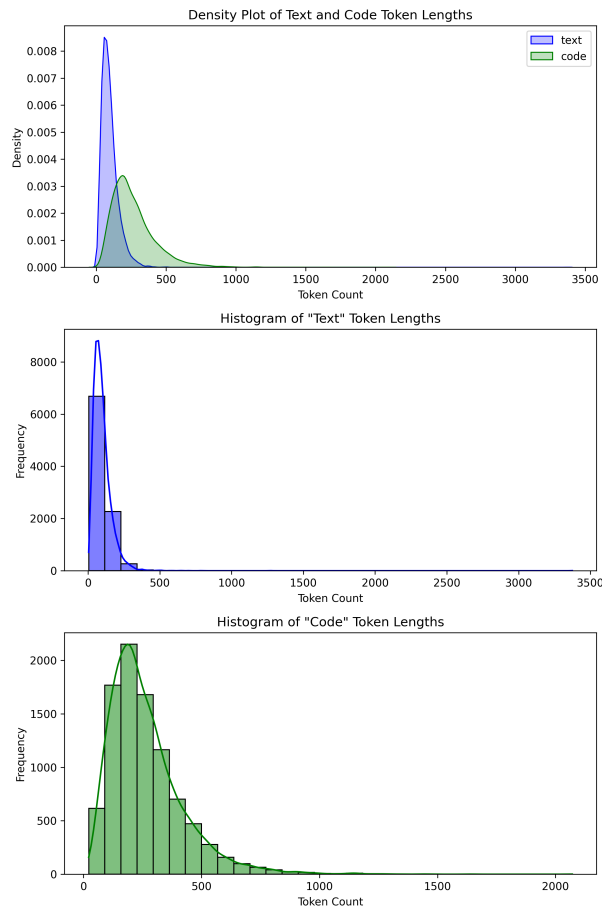 Density Plot of Text and Code Token Lengths
text
code
0.008
0.007
0.006
0.005
0.004
0.003
0.002
0.001
0.000
Density
0 500 1000 1500 2000 2500 3000 3500
Token Count
Histogram of "Text" Token Lengths
8000
6000
4000
2000
0
Frequency
0 500 1000 1500 2000 2500 3000 3500
Token Count
Histogram of "Code" Token Lengths
2000
1500
1000
500
0
Frequency
0 500 1000 1500 2000
Token Count